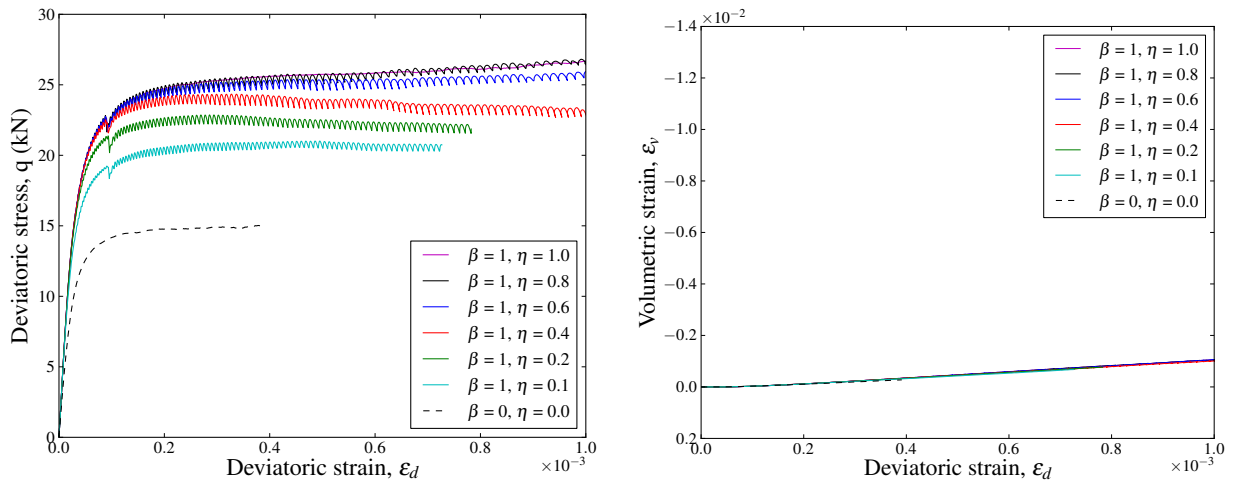 30
25
20
15
10
5
0
Deviatoric stress, q (kN)
0.0 0.2 0.4 0.6 0.8 1.0
×10⁻³
Deviatoric strain, ε_d
β = 1, η = 1.0
β = 1, η = 0.8
β = 1, η = 0.6
β = 1, η = 0.4
β = 1, η = 0.2
β = 1, η = 0.1
β = 0, η = 0.0
×10⁻²
−1.4
−1.2
−1.0
−0.8
−0.6
−0.4
−0.2
0.0
0.2
Volumetric strain, ε_v
0.0 0.2 0.4 0.6 0.8 1.0
×10⁻³
Deviatoric strain, ε_d
β = 1, η = 1.0
β = 1, η = 0.8
β = 1, η = 0.6
β = 1, η = 0.4
β = 1, η = 0.2
β = 1, η = 0.1
β = 0, η = 0.0